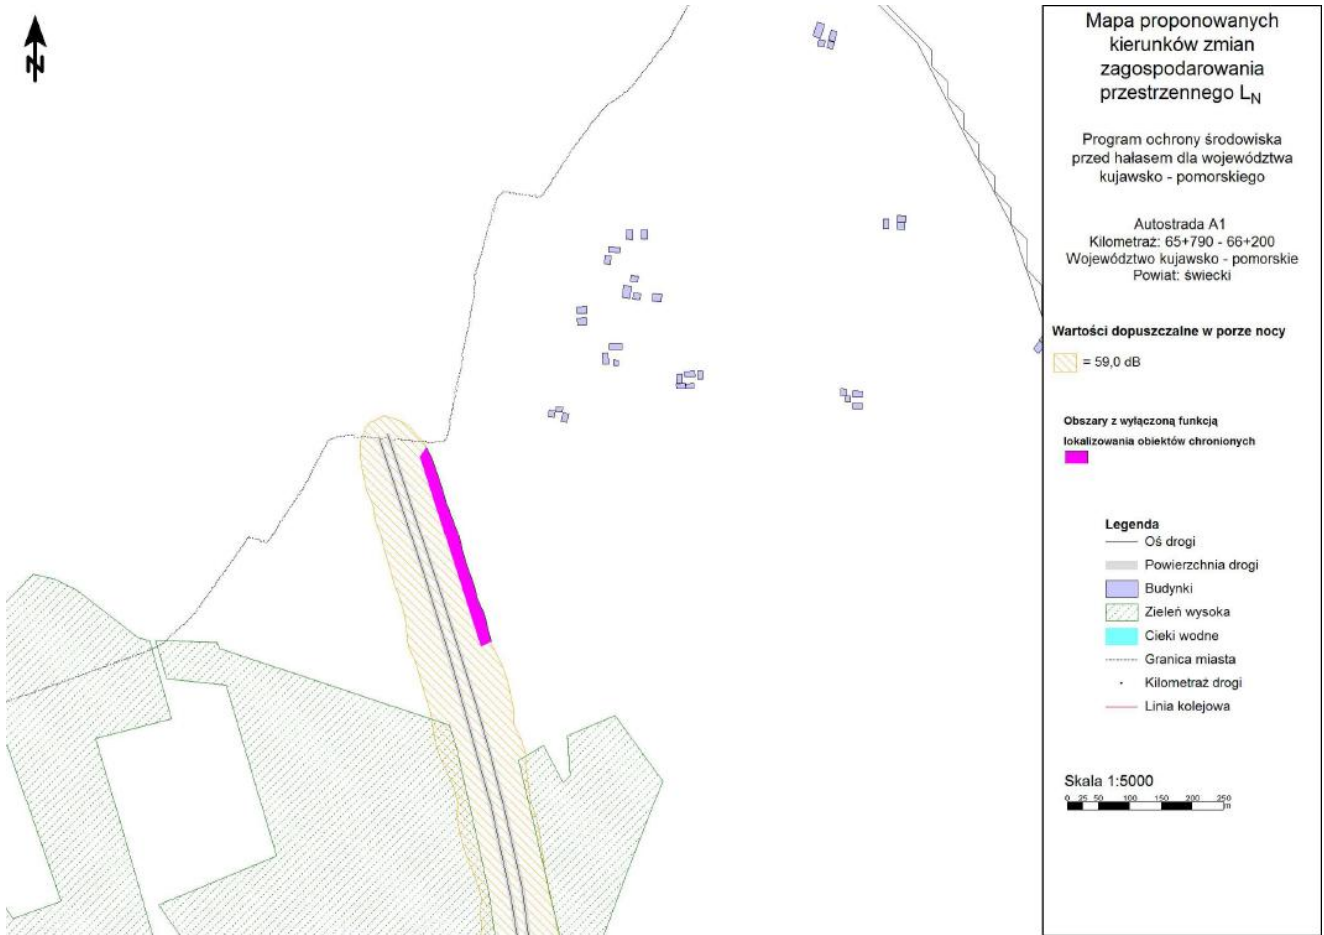 N
Mapa proponowanych
kierunków zmian
zagospodarowania
przestrzennego L_N
Program ochrony środowiska
przed hałasem dla województwa
kujawsko - pomorskiego
Autostrada A1
Kilometraż: 65+790 - 66+200
Województwo kujawsko - pomorskie
Powiat: świecki
Wartości dopuszczalne w porze nocy
= 59,0 dB
Obszary z wyłączoną funkcją
lokalizowania obiektów chronionych
Legenda
Oś drogi
Powierzchnia drogi
Budynki
Zieleń wysoka
Cieki wodne
Granica miasta
Kilometraż drogi
Linia kolejowa
Skala 1:5000
0 25 50 100 150 200 250
m